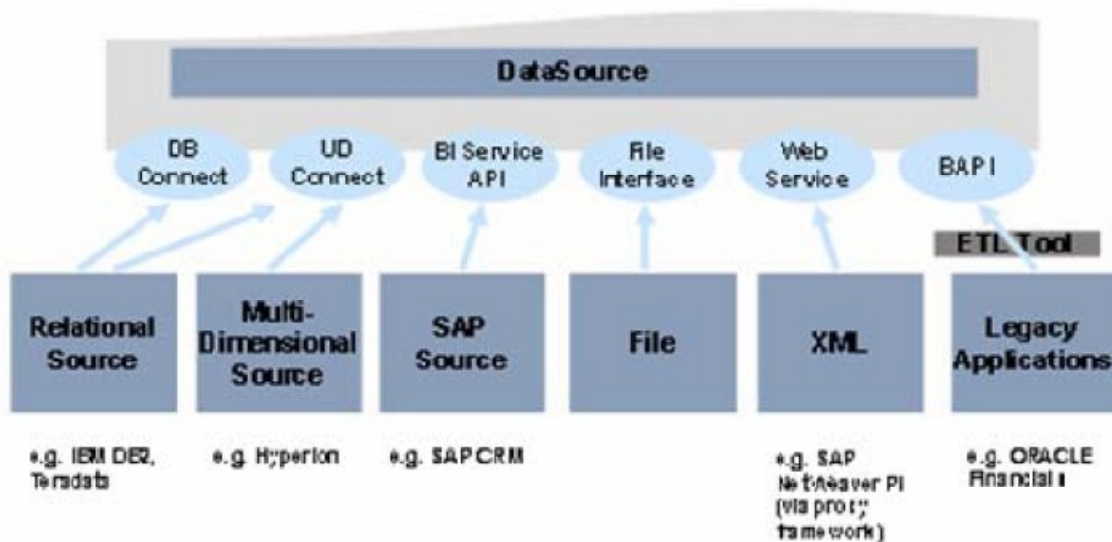 DataSource
DB
Connect
UD
Connect
BI Service
API
File
Interface
Web
Service
BAPI
ETL Tool
Relational
Source
Multi-
Dimensional
Source
SAP
Source
File
XML
Legacy
Applications
e.g. IBM DB2,
Teradata
e.g. Hyperion
e.g. SAP CRM
e.g. SAP
NetWeaver PI
(via proxy
framework)
e.g. ORACLE
Financials